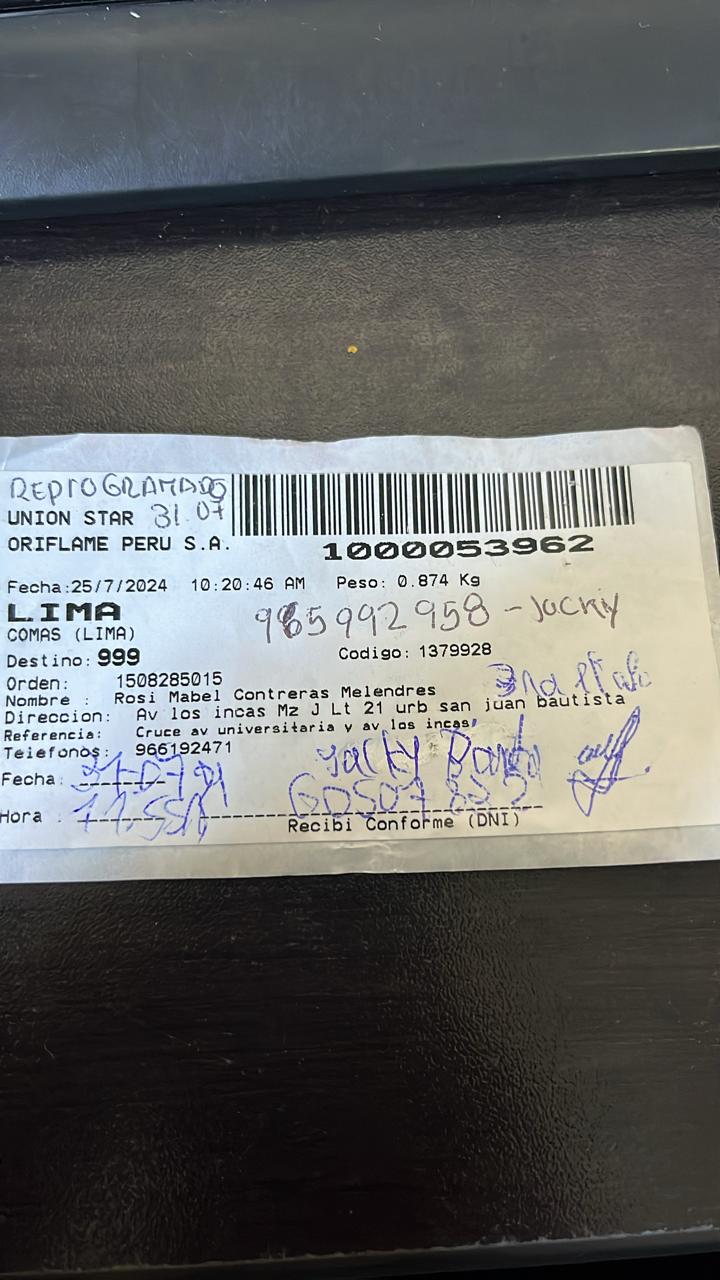 REPROGRAMADO
UNION STAR 31.07
ORIFLAME PERU S.A.
1000053962
Fecha:25/7/2024 10:20:46 AM Peso: 0.874 Kg
LIMA
965992958 - Jacky
COMAS (LIMA)
Destino: 999 Codigo: 1379928
Orden: 1508285015
Nombre : Rosi Mabel Contreras Melendres
Direccion: Av los incas Mz J Lt 21 urb san juan bautista
Referencia: Cruce av universitaria y av los incas,
Telefonos: 966192471
Jacky
Fecha :
Hora :
Recibi Conforme (DNI)